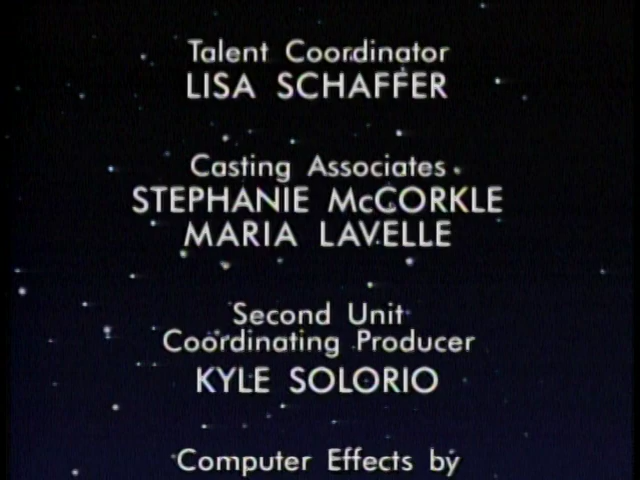 Talent Coordinator
LISA SCHAFFER
Casting Associates
STEPHANIE McCORKLE
MARIA LAVELLE
Second Unit
Coordinating Producer
KYLE SOLORIO
Computer Effects by